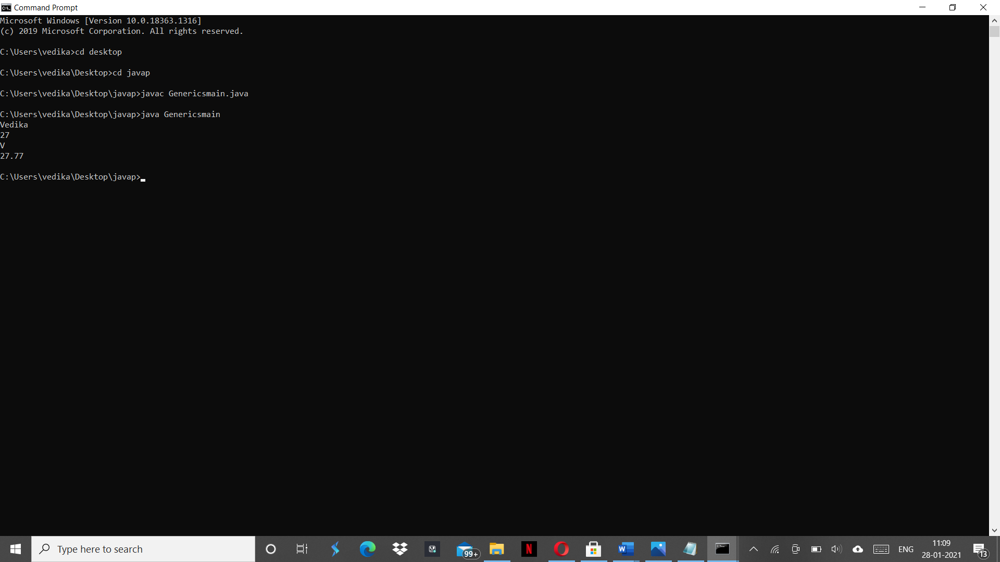 Command Prompt
Microsoft Windows [Version 10.0.18363.1316]
(c) 2019 Microsoft Corporation. All rights reserved.
C:\Users\vedika>cd desktop
C:\Users\vedika\Desktop>cd javap
C:\Users\vedika\Desktop\javap>javac Genericsmain.java
C:\Users\vedika\Desktop\javap>java Genericsmain
Vedika
27
V
27.77
C:\Users\vedika\Desktop\javap>
Type here to search
99+
N
W
ENG
11:09
28-01-2021
13